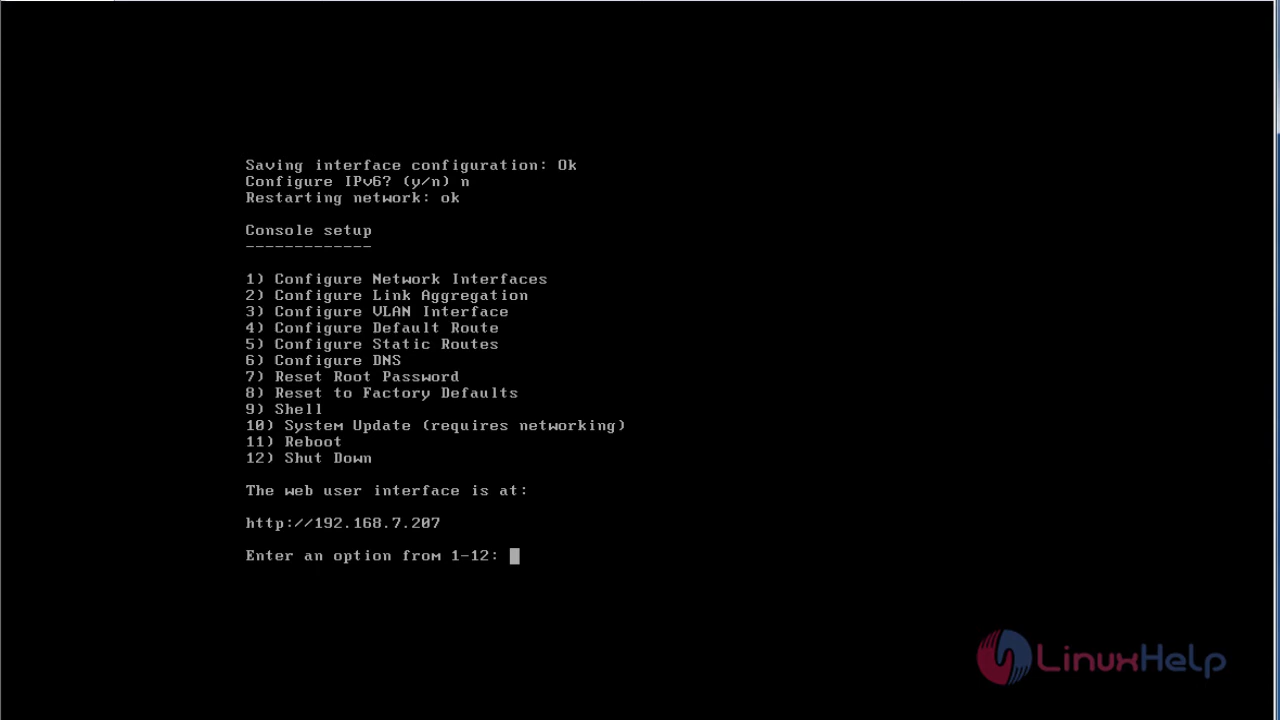 Saving interface configuration: Ok
Configure IPv6? (y/n) n
Restarting network: ok
Console setup
-------------
1) Configure Network Interfaces
2) Configure Link Aggregation
3) Configure VLAN Interface
4) Configure Default Route
5) Configure Static Routes
6) Configure DNS
7) Reset Root Password
8) Reset to Factory Defaults
9) Shell
10) System Update (requires networking)
11) Reboot
12) Shut Down
The web user interface is at:
http://192.168.7.207
Enter an option from 1-12:
LinuxHelp